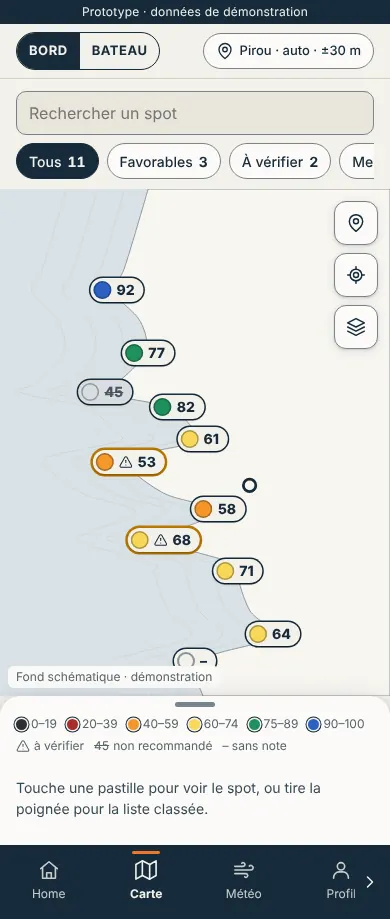 Prototype · données de démonstration
BORD BATEAU Pirou · auto · ±30 m
Rechercher un spot
Tous 11 Favorables 3 À vérifier 2 Me
92
77
45
82
61
53
58
68
71
64
–
Fond schématique · démonstration
0–19 20–39 40–59 60–74 75–89 90–100
à vérifier 45 non recommandé – sans note
Touche une pastille pour voir le spot, ou tire la
poignée pour la liste classée.
Home Carte Météo Profil